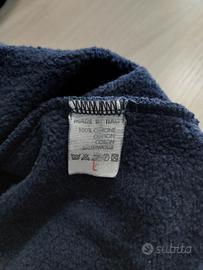 MADE IN ITALY
100% COTONE
COTTON
COTON
BAUMWOLLE
L
subito